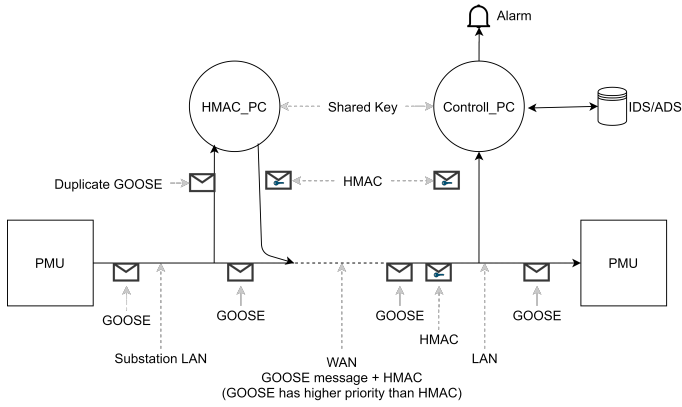 Alarm
HMAC_PC
Shared Key
Controll_PC
IDS/ADS
Duplicate GOOSE
HMAC
PMU
PMU
GOOSE
GOOSE
GOOSE
GOOSE
HMAC
Substation LAN
WAN
LAN
GOOSE message + HMAC
(GOOSE has higher priority than HMAC)